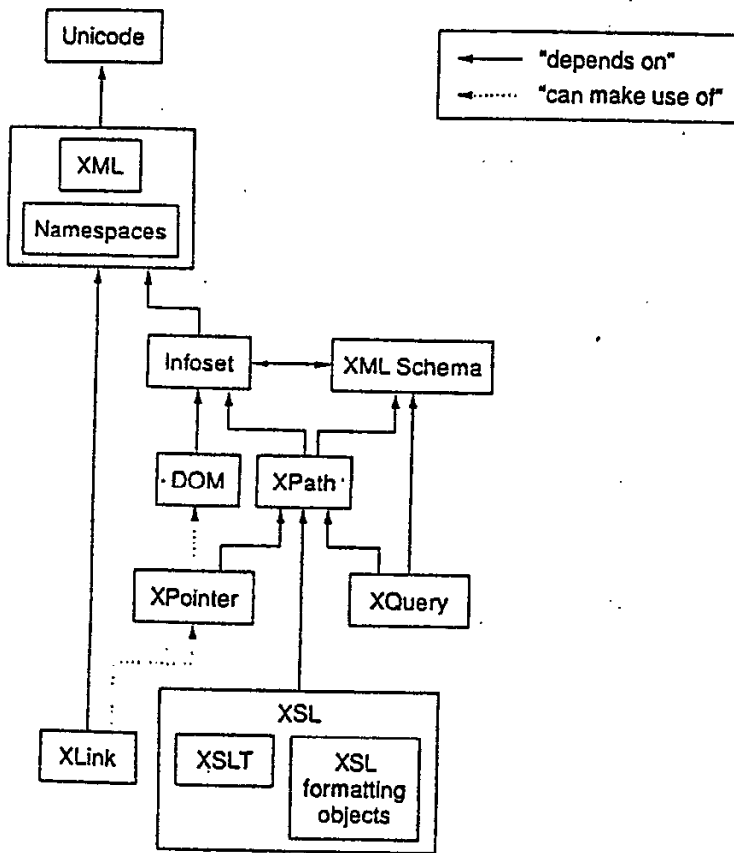 Unicode
"depends on"
"can make use of"
XML
Namespaces
Infoset
XML Schema
DOM
XPath
XPointer
XQuery
XSL
XLink
XSLT
XSL
formatting
objects